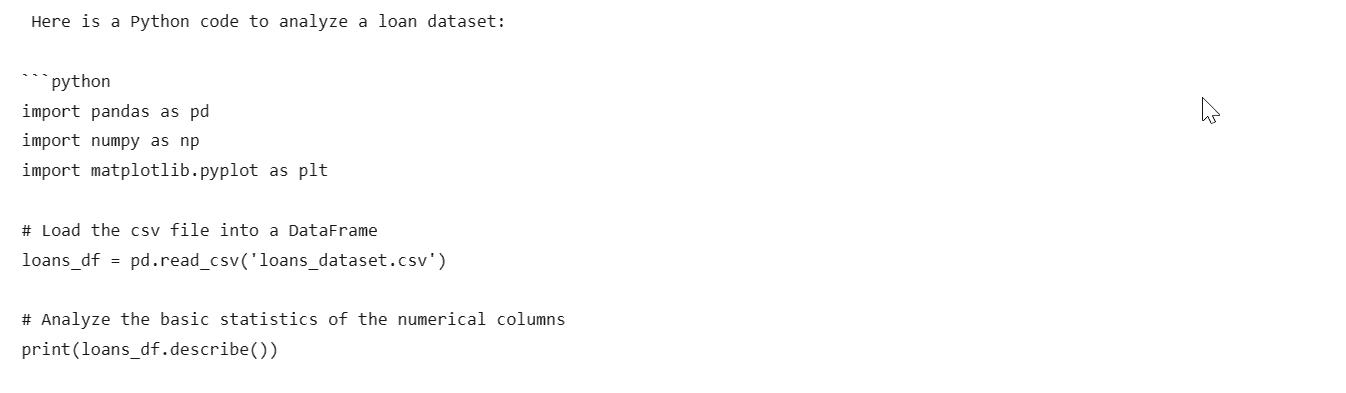 Here is a Python code to analyze a loan dataset:
```python
import pandas as pd
import numpy as np
import matplotlib.pyplot as plt
# Load the csv file into a DataFrame
loans_df = pd.read_csv('loans_dataset.csv')
# Analyze the basic statistics of the numerical columns
print(loans_df.describe())